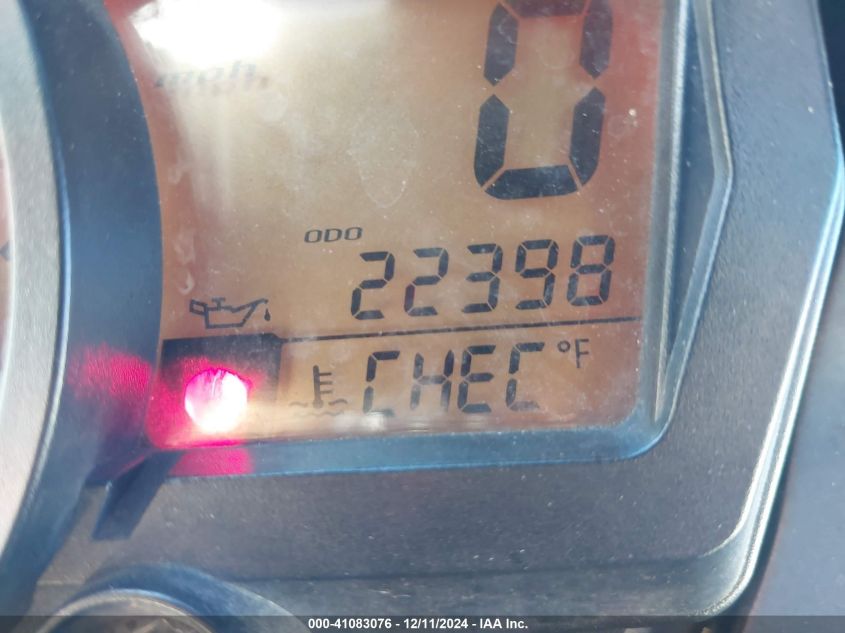 mph
0
ODO
22398
CHEC °F
000-41083076 - 12/11/2024 - IAA Inc.